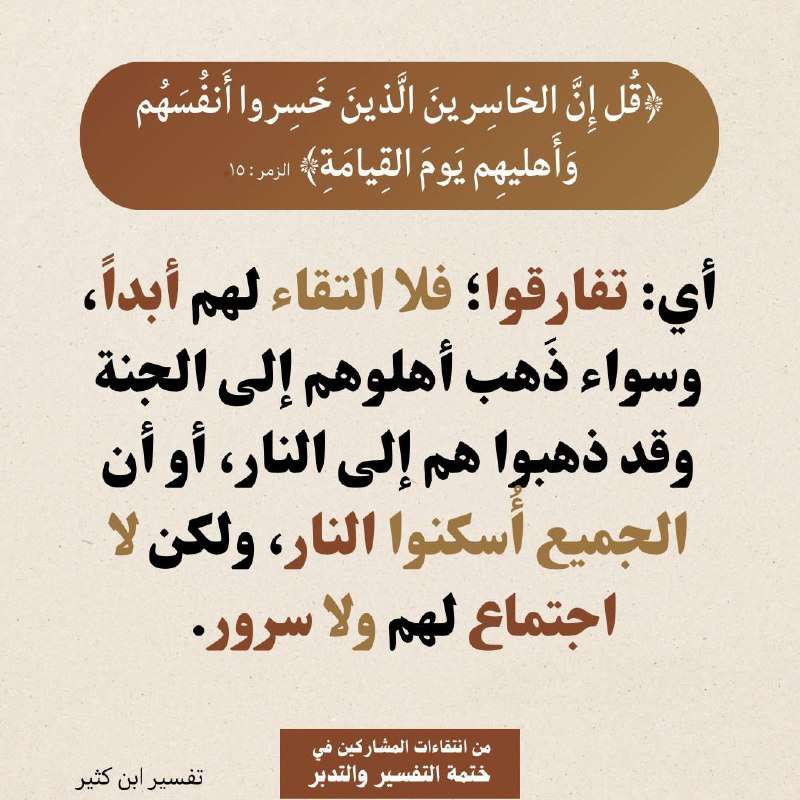 ﴿قُل إِنَّ الخاسِرينَ الَّذينَ خَسِروا أَنفُسَهُم
وَأَهليهِم يَومَ القِيامَةِ﴾ الزمر: ١٥
أي: تفارقوا؛ فلا التقاء لهم أبداً،
وسواء ذَهب أهلوهم إلى الجنة
وقد ذهبوا هم إلى النار، أو أن
الجميع أُسكنوا النار، ولكن لا
اجتماع لهم ولا سرور.
من انتقاءات المشاركين في
ختمة التفسير والتدبر
تفسير ابن كثير